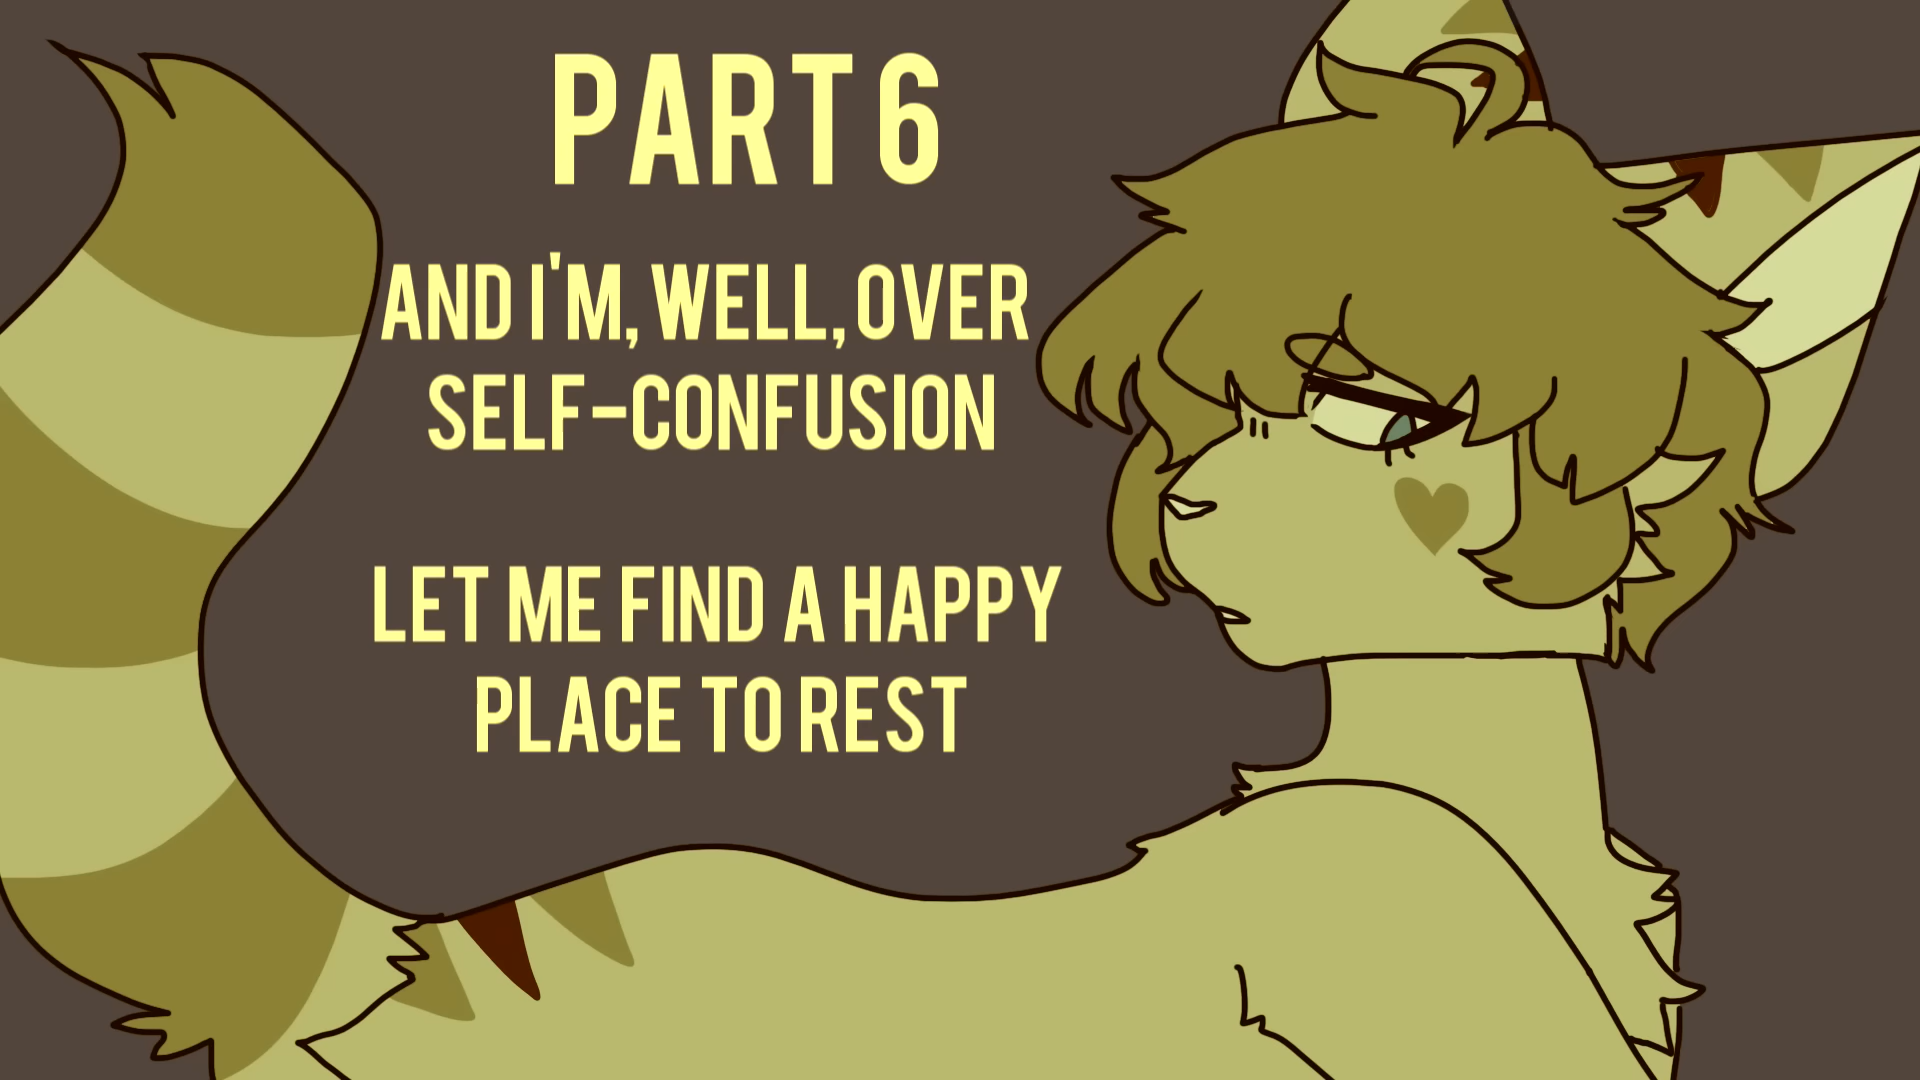 PART 6
AND I'M, WELL, OVER
SELF-CONFUSION
LET ME FIND A HAPPY
PLACE TO REST